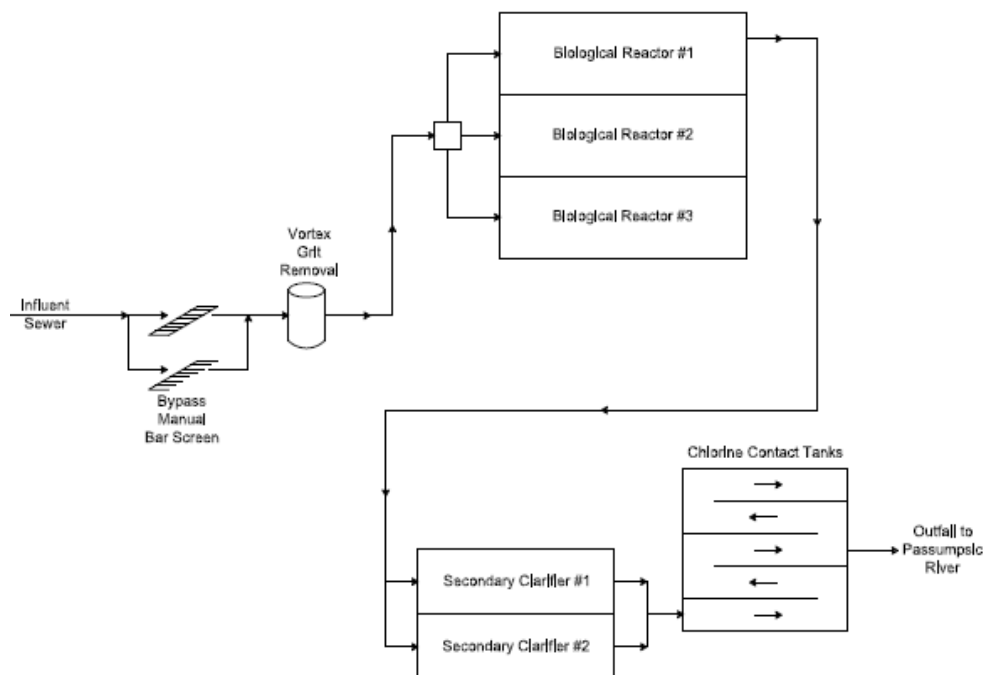 Biological Reactor #1
Biological Reactor #2
Biological Reactor #3
Vortex
Grit
Removal
Influent
Sewer
Bypass
Manual
Bar Screen
Chlorine Contact Tanks
Outfall to
Passumpsic
River
Secondary Clarifier #1
Secondary Clarifier #2